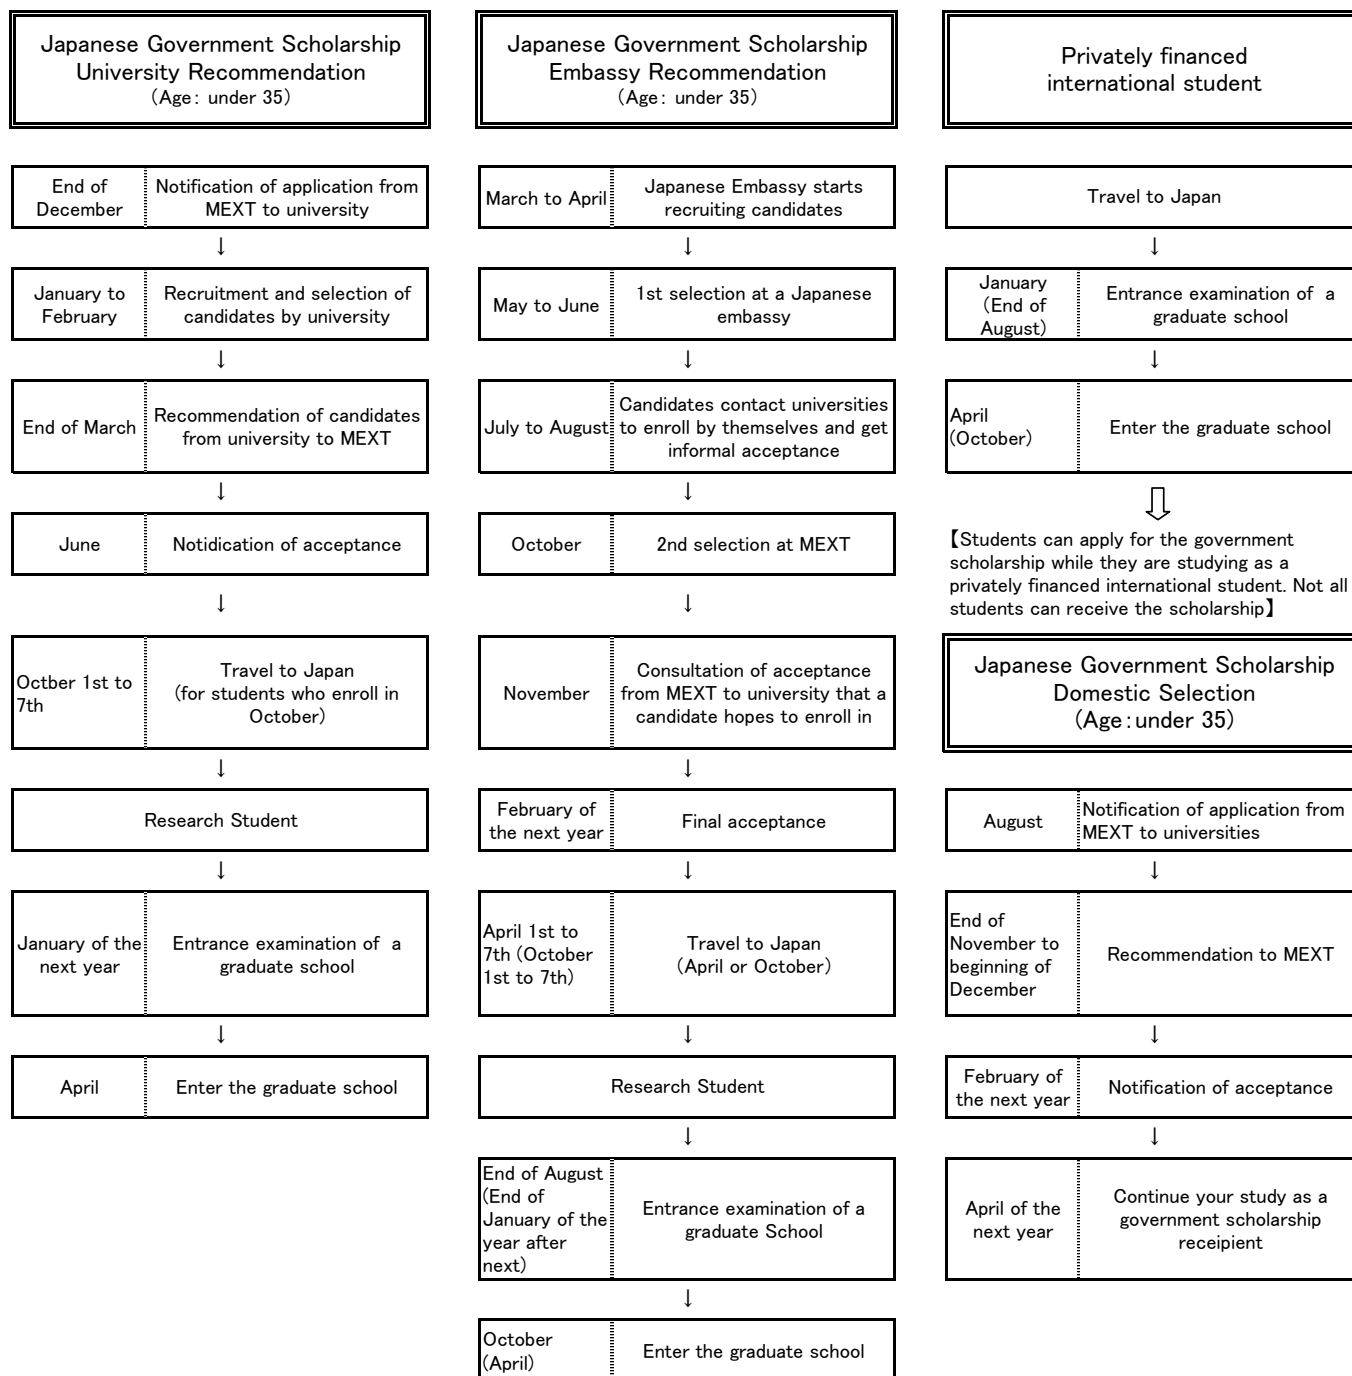 Japanese Government Scholarship
University Recommendation
(Age: under 35)
End of
December
Notification of application from
MEXT to university
↓
January to
February
Recruitment and selection of
candidates by university
↓
End of March
Recommendation of candidates
from university to MEXT
↓
June
Notidication of acceptance
↓
Octber 1st to
7th
Travel to Japan
(for students who enroll in
October)
↓
Research Student
↓
January of the
next year
Entrance examination of a
graduate school
↓
April
Enter the graduate school
Japanese Government Scholarship
Embassy Recommendation
(Age: under 35)
March to April
Japanese Embassy starts
recruiting candidates
↓
May to June
1st selection at a Japanese
embassy
↓
July to August
Candidates contact universities
to enroll by themselves and get
informal acceptance
↓
October
2nd selection at MEXT
↓
November
Consultation of acceptance
from MEXT to university that a
candidate hopes to enroll in
↓
February of
the next year
Final acceptance
↓
April 1st to
7th (October
1st to 7th)
Travel to Japan
(April or October)
↓
Research Student
↓
End of August
(End of
January of the
year after
next)
Entrance examination of a
graduate School
↓
October
(April)
Enter the graduate school
Privately financed
international student
Travel to Japan
↓
January
(End of
August)
Entrance examination of a
graduate school
↓
April
(October)
Enter the graduate school
⇩
【Students can apply for the government
scholarship while they are studying as a
privately financed international student. Not all
students can receive the scholarship】
Japanese Government Scholarship
Domestic Selection
(Age:under 35)
August
Notification of application from
MEXT to universities
↓
End of
November to
beginning of
December
Recommendation to MEXT
↓
February of
the next year
Notification of acceptance
↓
April of the
next year
Continue your study as a
government scholarship
receipient